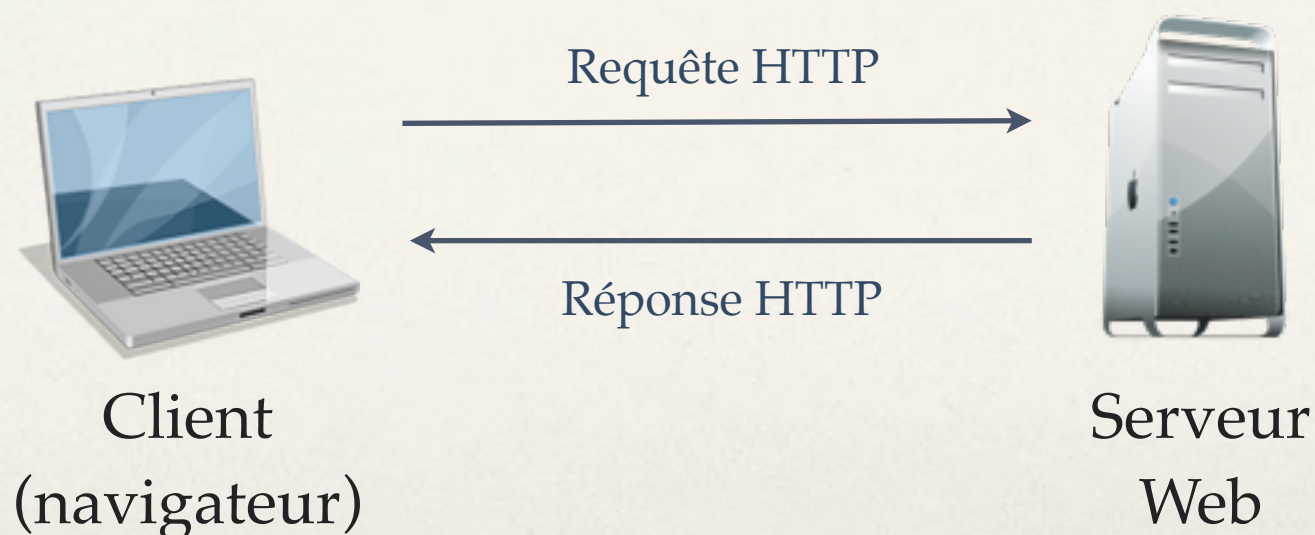 Requête HTTP
Réponse HTTP
Client
(navigateur)
Serveur
Web